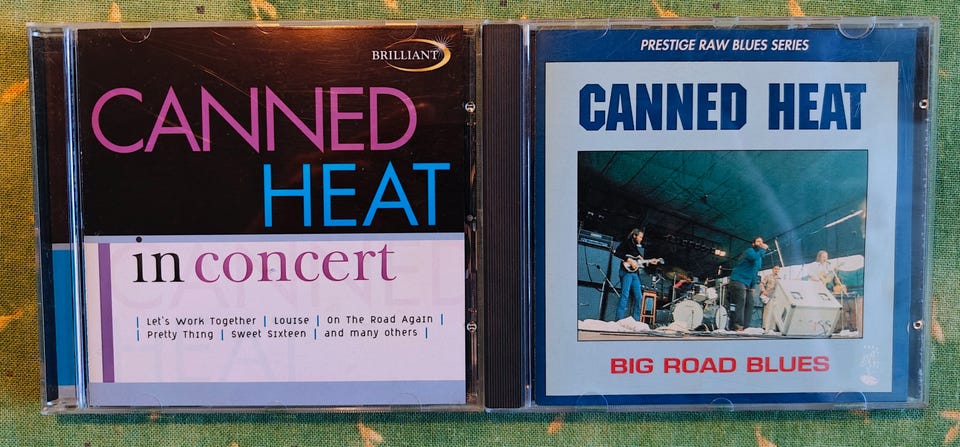 BRILLIANT
CANNED
HEAT
in concert
| Let's Work Together | Louise | On The Road Again |
| Pretty Thing | Sweet Sixteen | and many others |
PRESTIGE RAW BLUES SERIES
CANNED HEAT
BIG ROAD BLUES